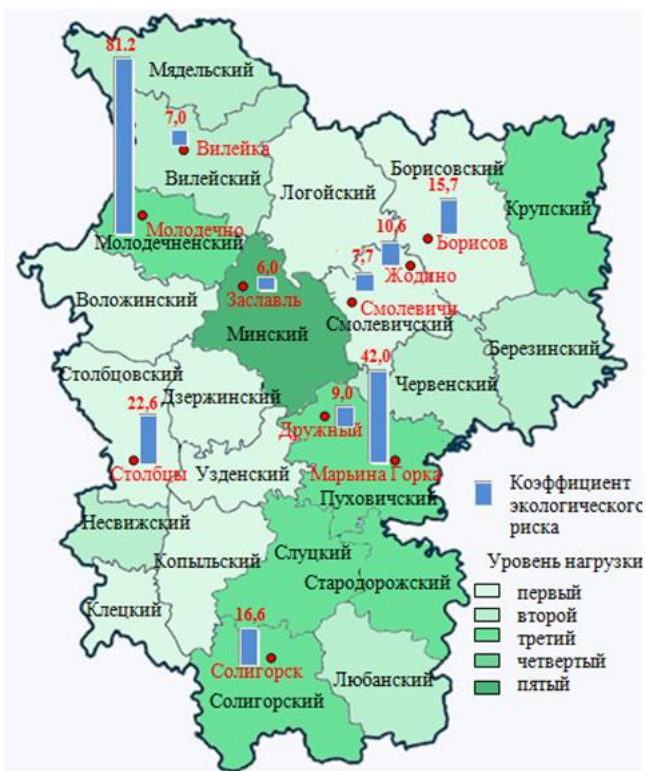 81.2
Мядельский
7,0
Вилейка
Вилейский
Логойский
Борисовский
15,7
Крупский
Молодечно
Молодечненский
10,6
Борисов
7,7
Жодино
6,0
Воложинский
Заславль
Смолевичи
Смолевичский
Минский
Березинский
Столбцовский
42,0
Червенский
Дзержинский
22,6
9,0
Дружный
Столбцы
Узденский
Марьина Горка
Пуховичский
Несвижский
Копыльский
Слуцкий
Стародорожский
Клецкий
16,6
Солигорск
Любанский
Солигорский
Коэффициент
экологического
риска
Уровень нагрузки
первый
второй
третий
четвертый
пятый